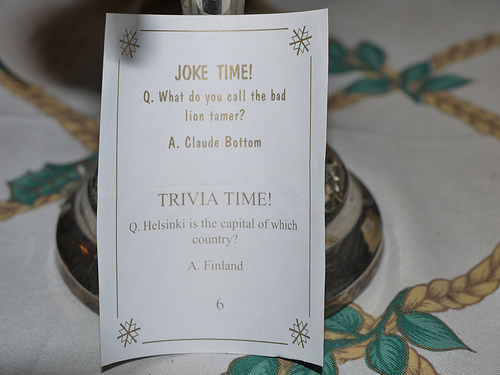 JOKE TIME!
Q. What do you call the bad
lion tamer?
A. Claude Bottom
TRIVIA TIME!
Q. Helsinki is the capital of which
country?
A. Finland
6